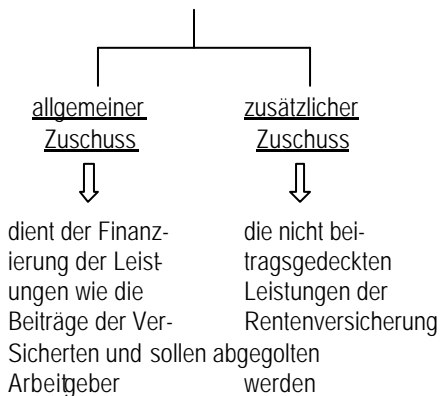 allgemeiner
Zuschuss
zusätzlicher
Zuschuss
dient der Finanz-
ierung der Leist-
ungen wie die
Beiträge der Ver-
Sicherten und
Arbeitgeber
die nicht bei-
tragsgedeckten
Leistungen der
Rentenversicherung
sollen abgegolten
werden